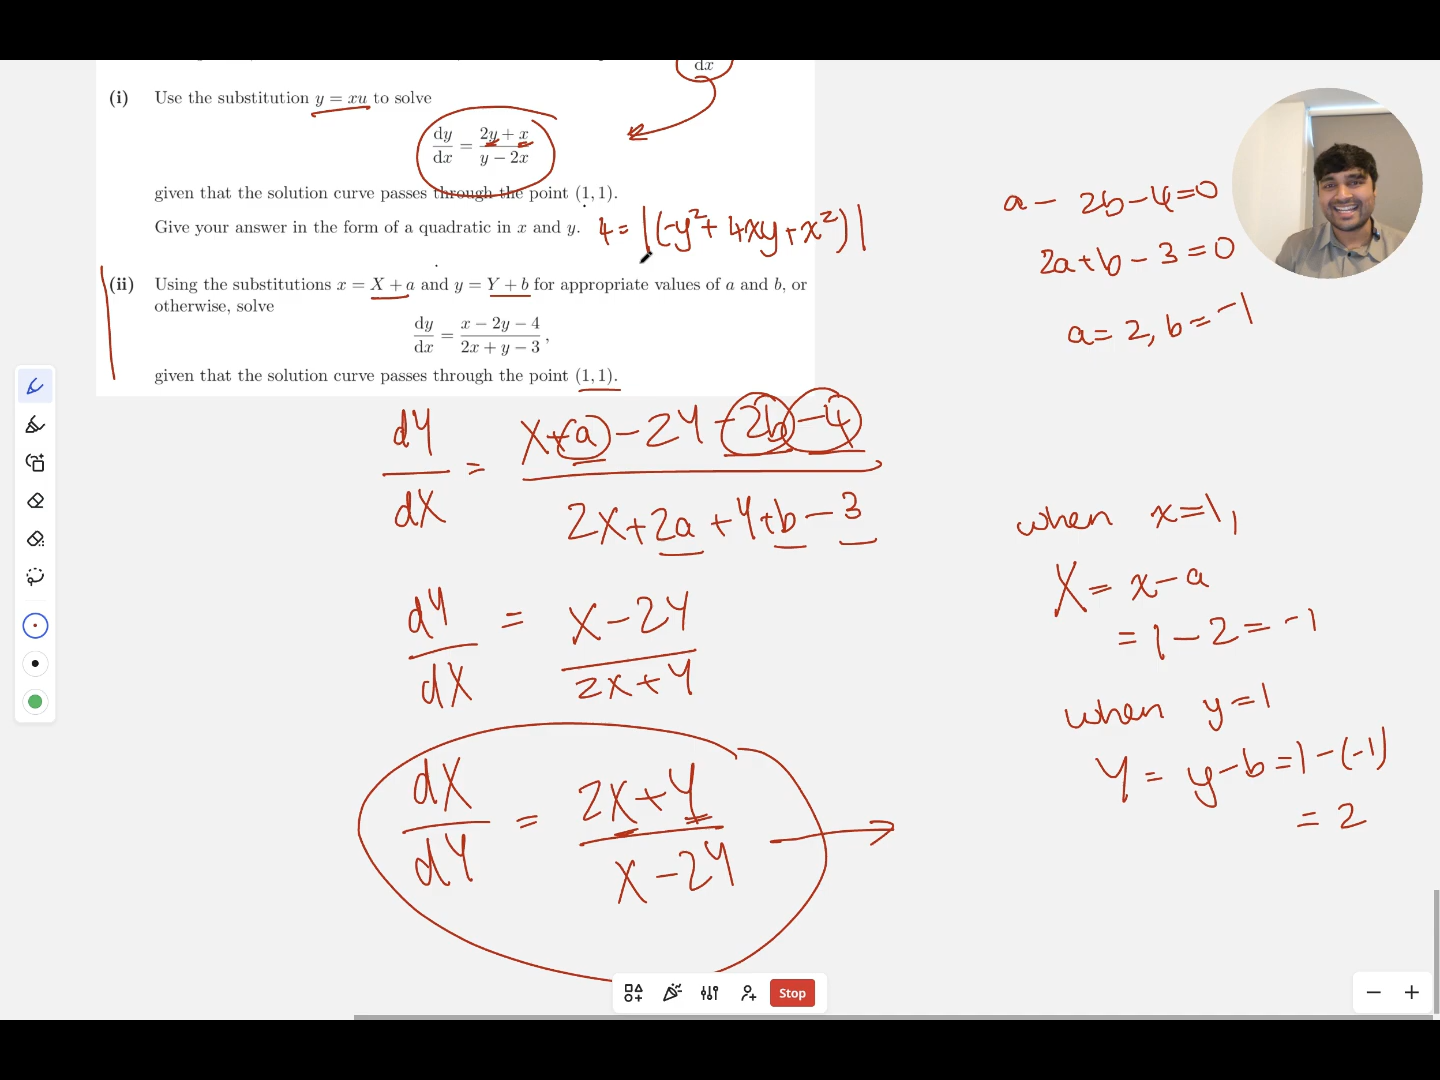 dx
(i) Use the substitution y = xu to solve
dy/dx = (2y + x)/(y − 2x)
given that the solution curve passes through the point (1, 1).
Give your answer in the form of a quadratic in x and y.
4 = |(-y² + 4xy + x²)|
(ii) Using the substitutions x = X + a and y = Y + b for appropriate values of a and b, or
otherwise, solve
dy/dx = (x − 2y − 4)/(2x + y − 3),
given that the solution curve passes through the point (1, 1).
dY/dX = (X + a − 2Y − 2b − 4)/(2X + 2a + Y + b − 3)
dY/dX = (X − 2Y)/(2X + Y)
dX/dY = (2X + Y)/(X − 2Y)
a − 2b − 4 = 0
2a + b − 3 = 0
a = 2, b = −1
when x = 1,
X = x − a
= 1 − 2 = −1
when y = 1
Y = y − b = 1 − (−1)
= 2
Stop